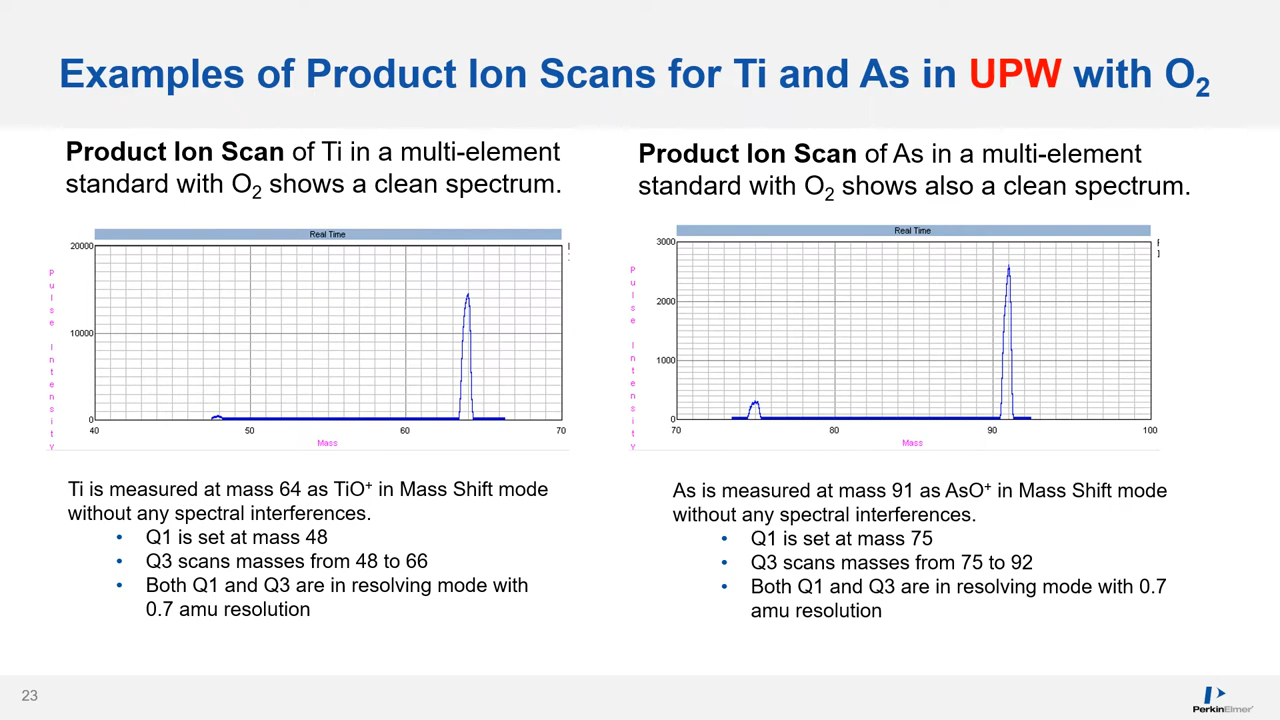 Examples of Product Ion Scans for Ti and As in UPW with O₂
Product Ion Scan of Ti in a multi-element
standard with O₂ shows a clean spectrum.
Real Time
20000
10000
0
Pulse Intensity
40 50 60 70
Mass
Ti is measured at mass 64 as TiO⁺ in Mass Shift mode
without any spectral interferences.
• Q1 is set at mass 48
• Q3 scans masses from 48 to 66
• Both Q1 and Q3 are in resolving mode with
0.7 amu resolution
Product Ion Scan of As in a multi-element
standard with O₂ shows also a clean spectrum.
Real Time
3000
2000
1000
0
Pulse Intensity
70 80 90 100
Mass
As is measured at mass 91 as AsO⁺ in Mass Shift mode
without any spectral interferences.
• Q1 is set at mass 75
• Q3 scans masses from 75 to 92
• Both Q1 and Q3 are in resolving mode with 0.7
amu resolution
23
PerkinElmer